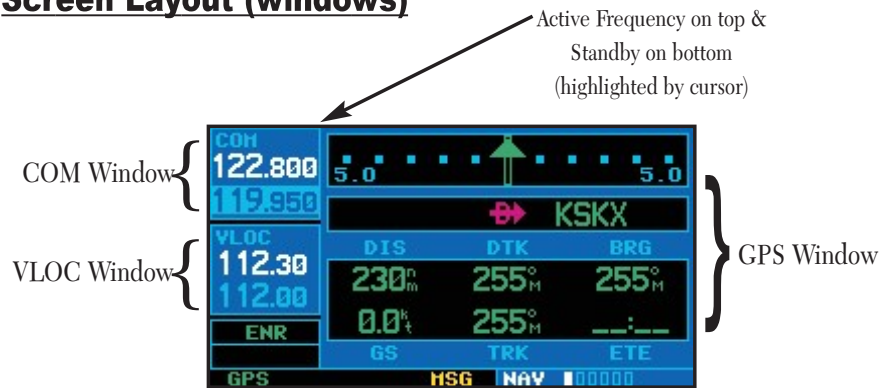 Screen Layout (windows)
Active Frequency on top &
Standby on bottom
(highlighted by cursor)
COM Window
VLOC Window
GPS Window
COM
122.800
119.950
VLOC
112.30
112.00
ENR
GPS
5.0 5.0
KSKX
DIS DTK BRG
230nm 255°M 255°M
0.0kt 255°M __:__
GS TRK ETE
MSG NAV